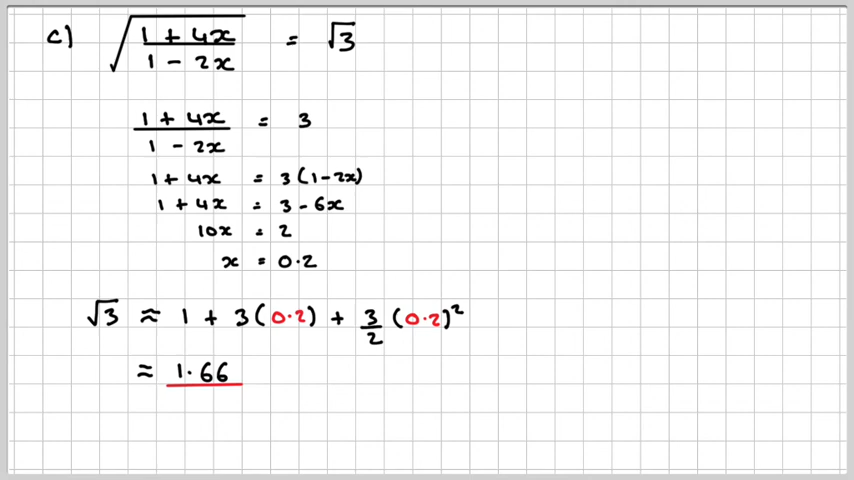 c) √((1 + 4x)/(1 - 2x)) = √3
(1 + 4x)/(1 - 2x) = 3
1 + 4x = 3(1-2x)
1 + 4x = 3 - 6x
10x = 2
x = 0.2
√3 ≈ 1 + 3(0.2) + 3/2 (0.2)²
≈ 1.66